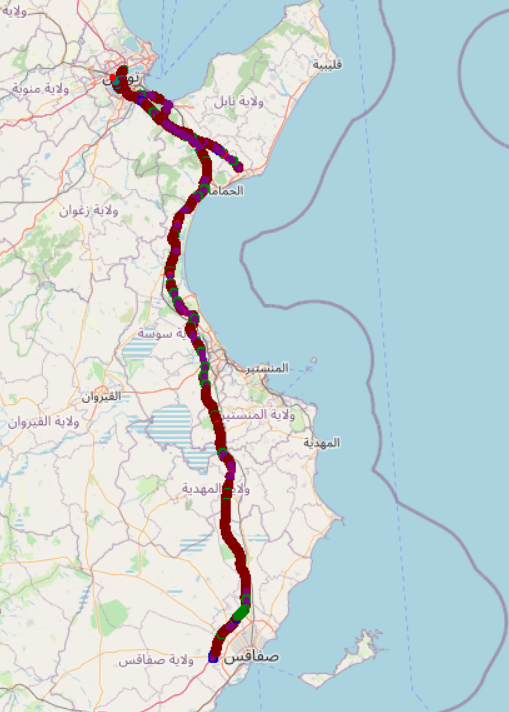 ولاية
قليبية
تونس
ولاية منوبة
ولاية نابل
الحمامات
ولاية زغوان
ولاية سوسة
المنستير
القيروان
ولاية المنستير
ولاية القيروان
المهدية
ولاية المهدية
صفاقس
ولاية صفاقس